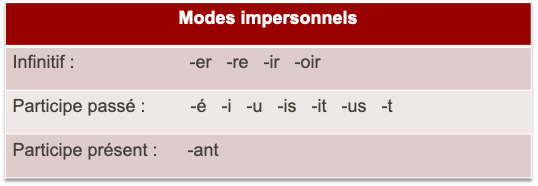 Modes impersonnels
Infinitif : -er -re -ir -oir
Participe passé : -é -i -u -is -it -us -t
Participe présent : -ant